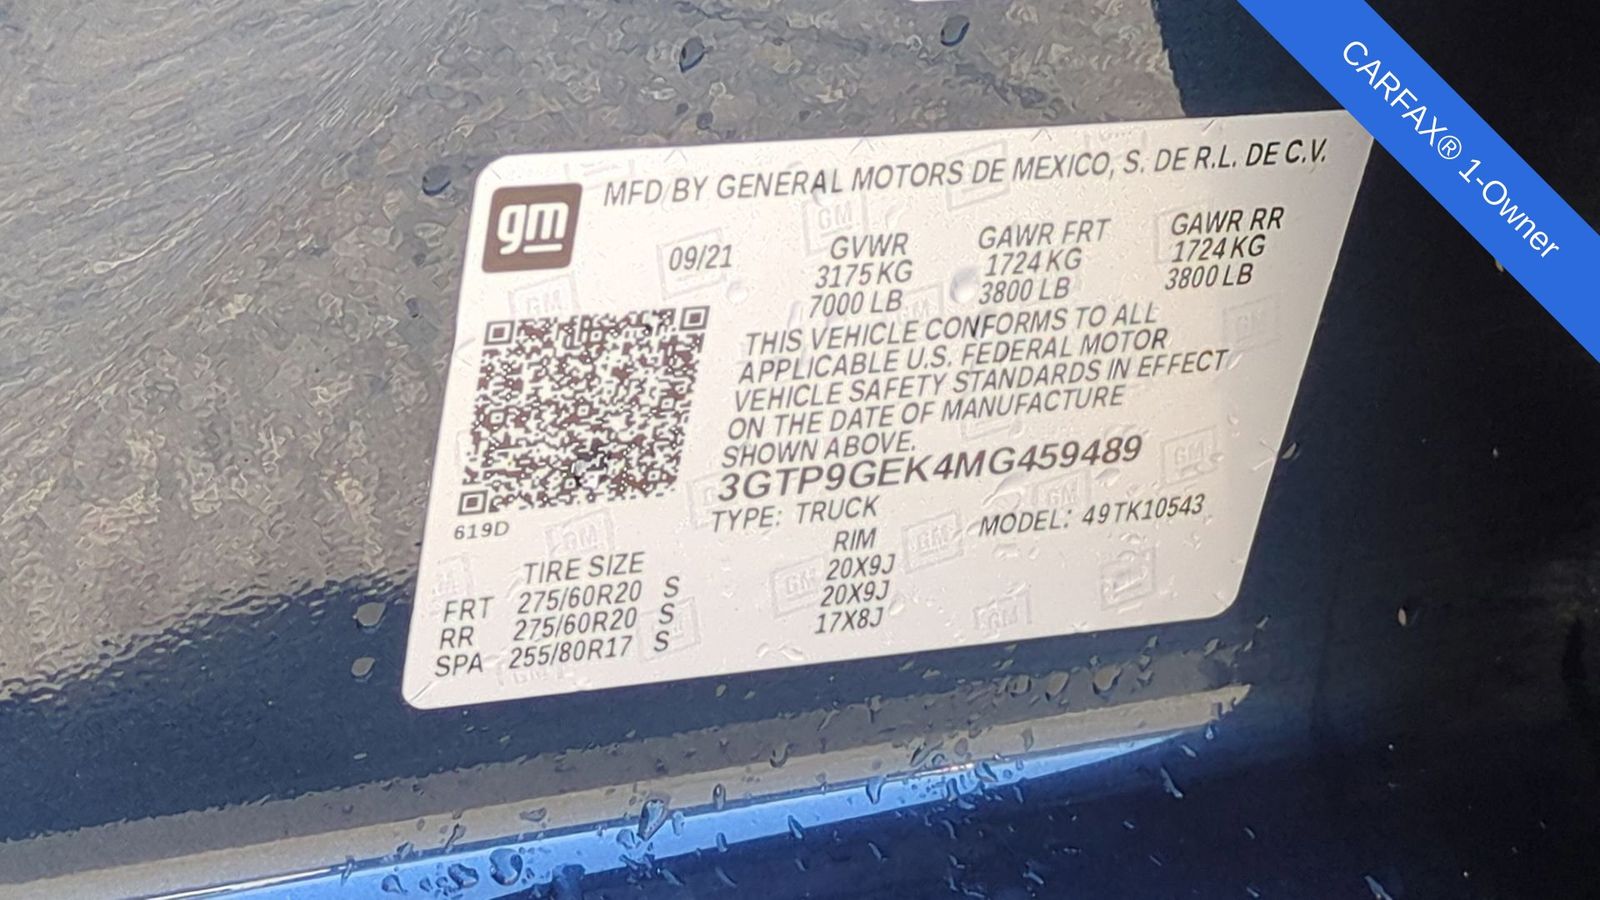 CARFAX® 1-Owner
gm
MFD BY GENERAL MOTORS DE MEXICO, S. DE R.L. DE C.V.
09/21
GVWR
3175 KG
7000 LB
GAWR FRT
1724 KG
3800 LB
GAWR RR
1724 KG
3800 LB
THIS VEHICLE CONFORMS TO ALL
APPLICABLE U.S. FEDERAL MOTOR
VEHICLE SAFETY STANDARDS IN EFFECT
ON THE DATE OF MANUFACTURE
SHOWN ABOVE.
3GTP9GEK4MG459489
619D
TYPE: TRUCK
MODEL: 49TK10543
TIRE SIZE RIM
FRT 275/60R20 S 20X9J
RR 275/60R20 S 20X9J
SPA 255/80R17 S 17X8J